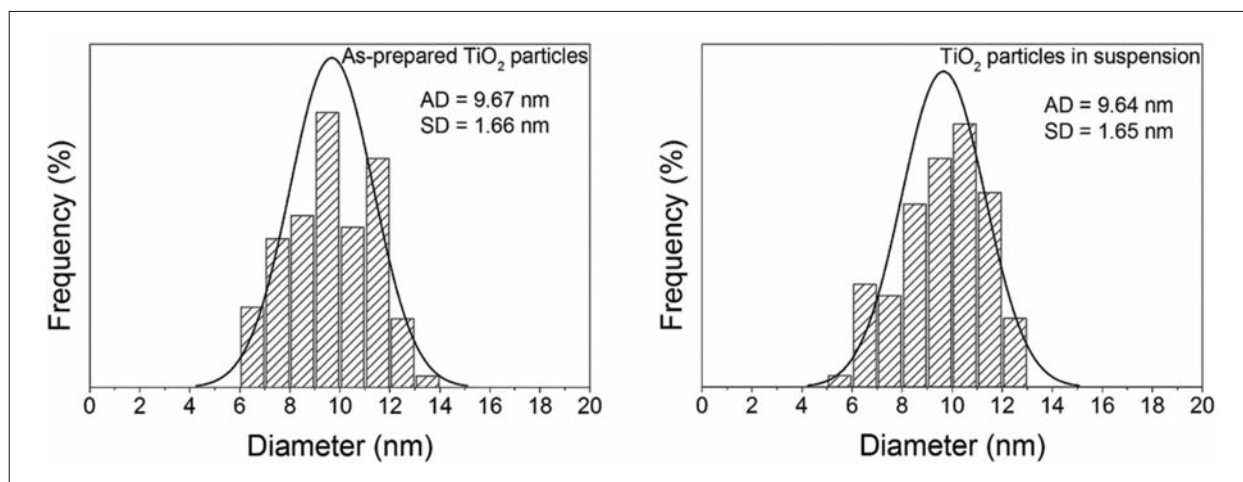 As-prepared TiO₂ particles
AD = 9.67 nm
SD = 1.66 nm
Frequency (%)
0 2 4 6 8 10 12 14 16 18 20
Diameter (nm)
TiO₂ particles in suspension
AD = 9.64 nm
SD = 1.65 nm
Frequency (%)
0 2 4 6 8 10 12 14 16 18 20
Diameter (nm)